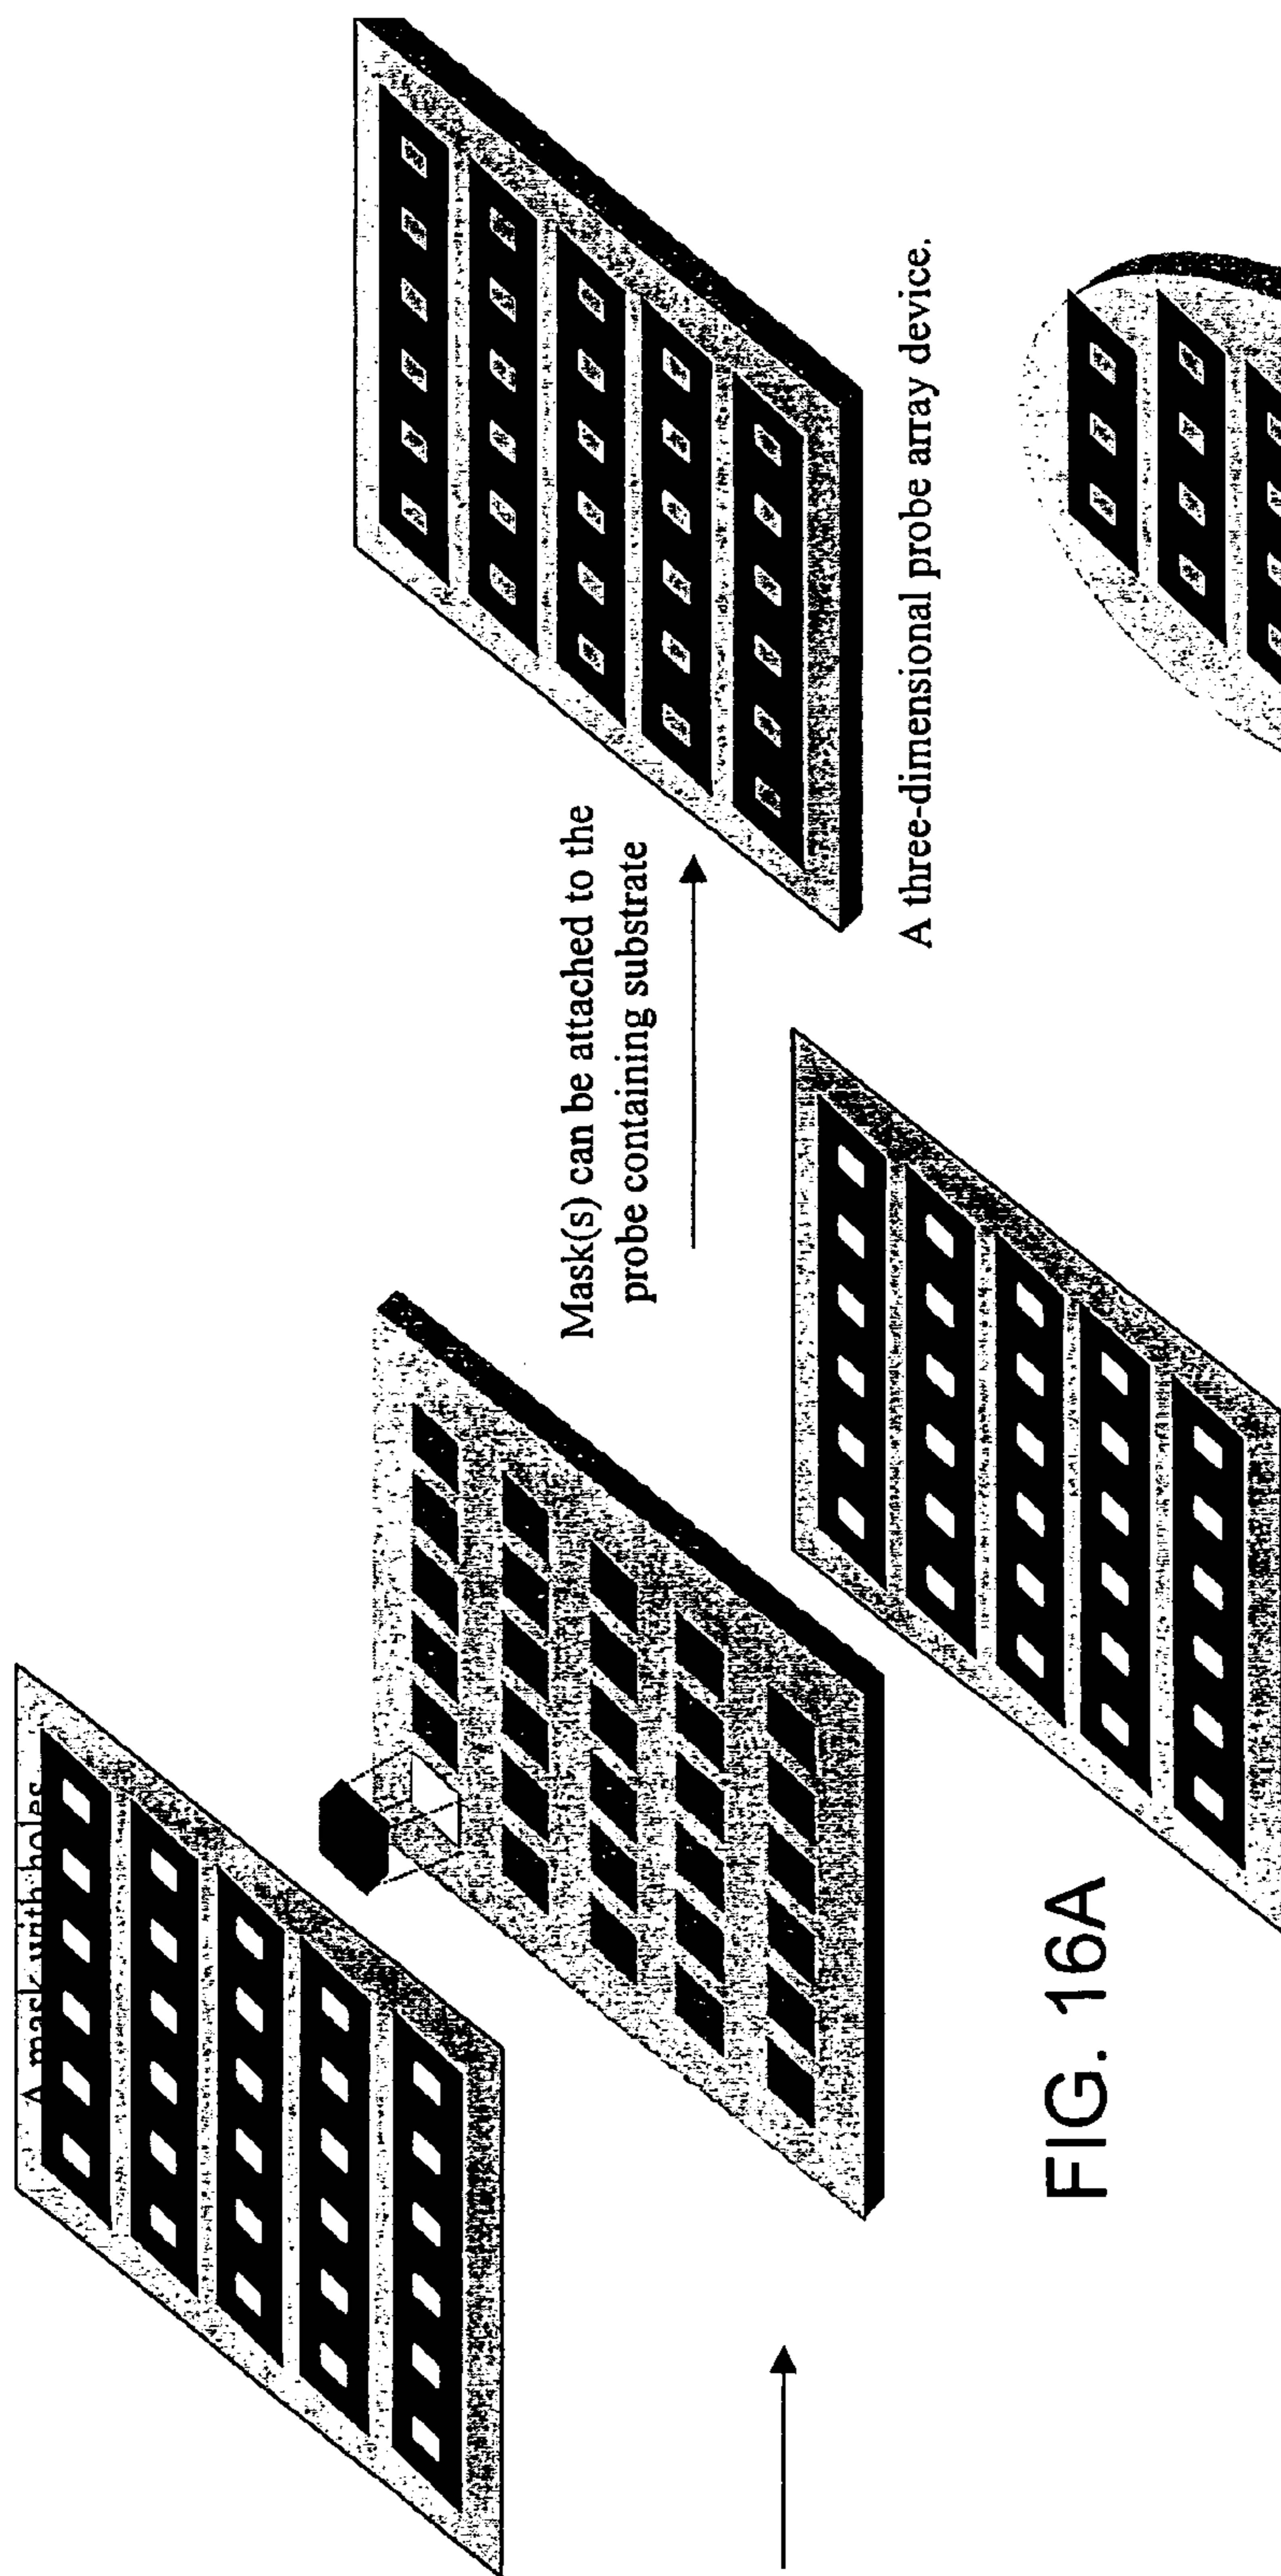 A mask with holes
Mask(s) can be attached to the
probe containing substrate
A three-dimensional probe array device.
FIG. 16A